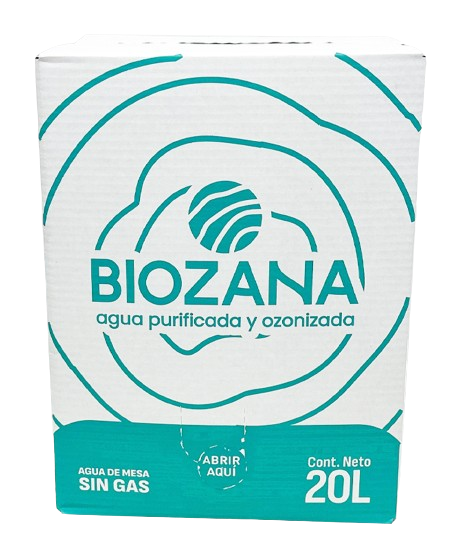 BIOZANA
agua purificada y ozonizada
ABRIR
AQUÍ
AGUA DE MESA
SIN GAS
Cont. Neto
20L